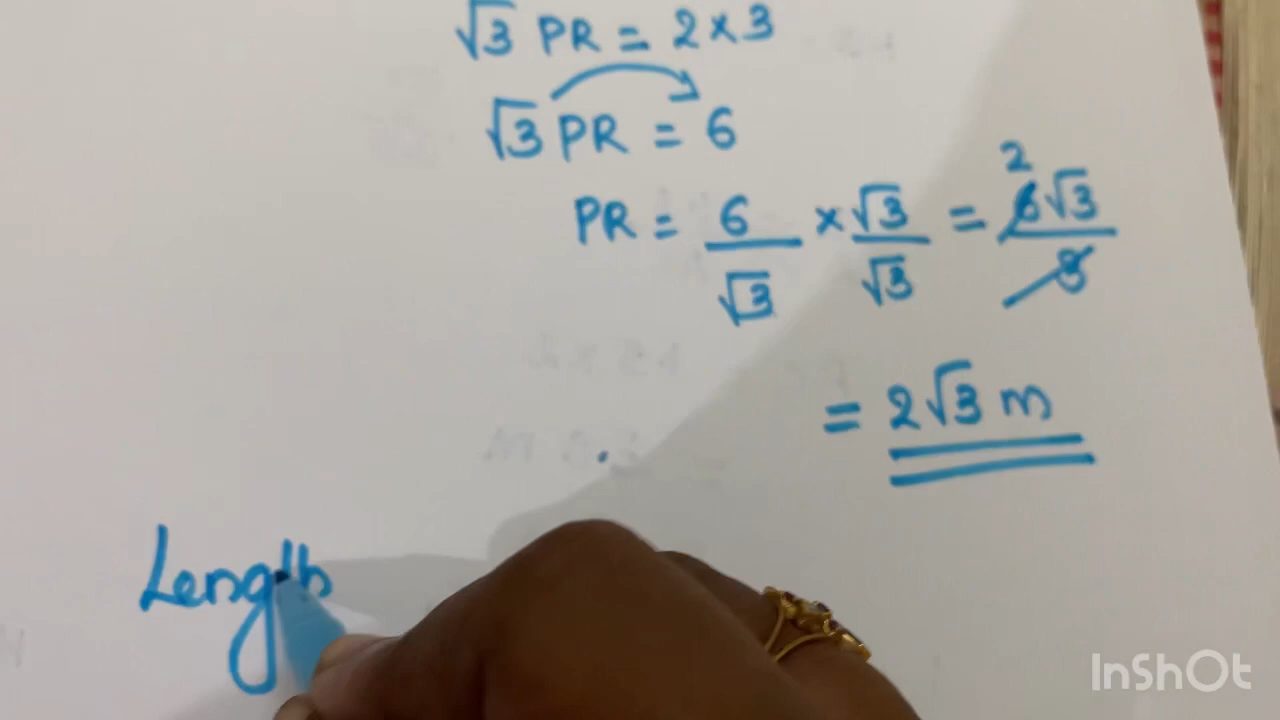 √3 PR = 2 × 3
√3 PR = 6
PR = 6/√3 × √3/√3 = 2 6√3/3
= 2√3 m
Length
InShOt